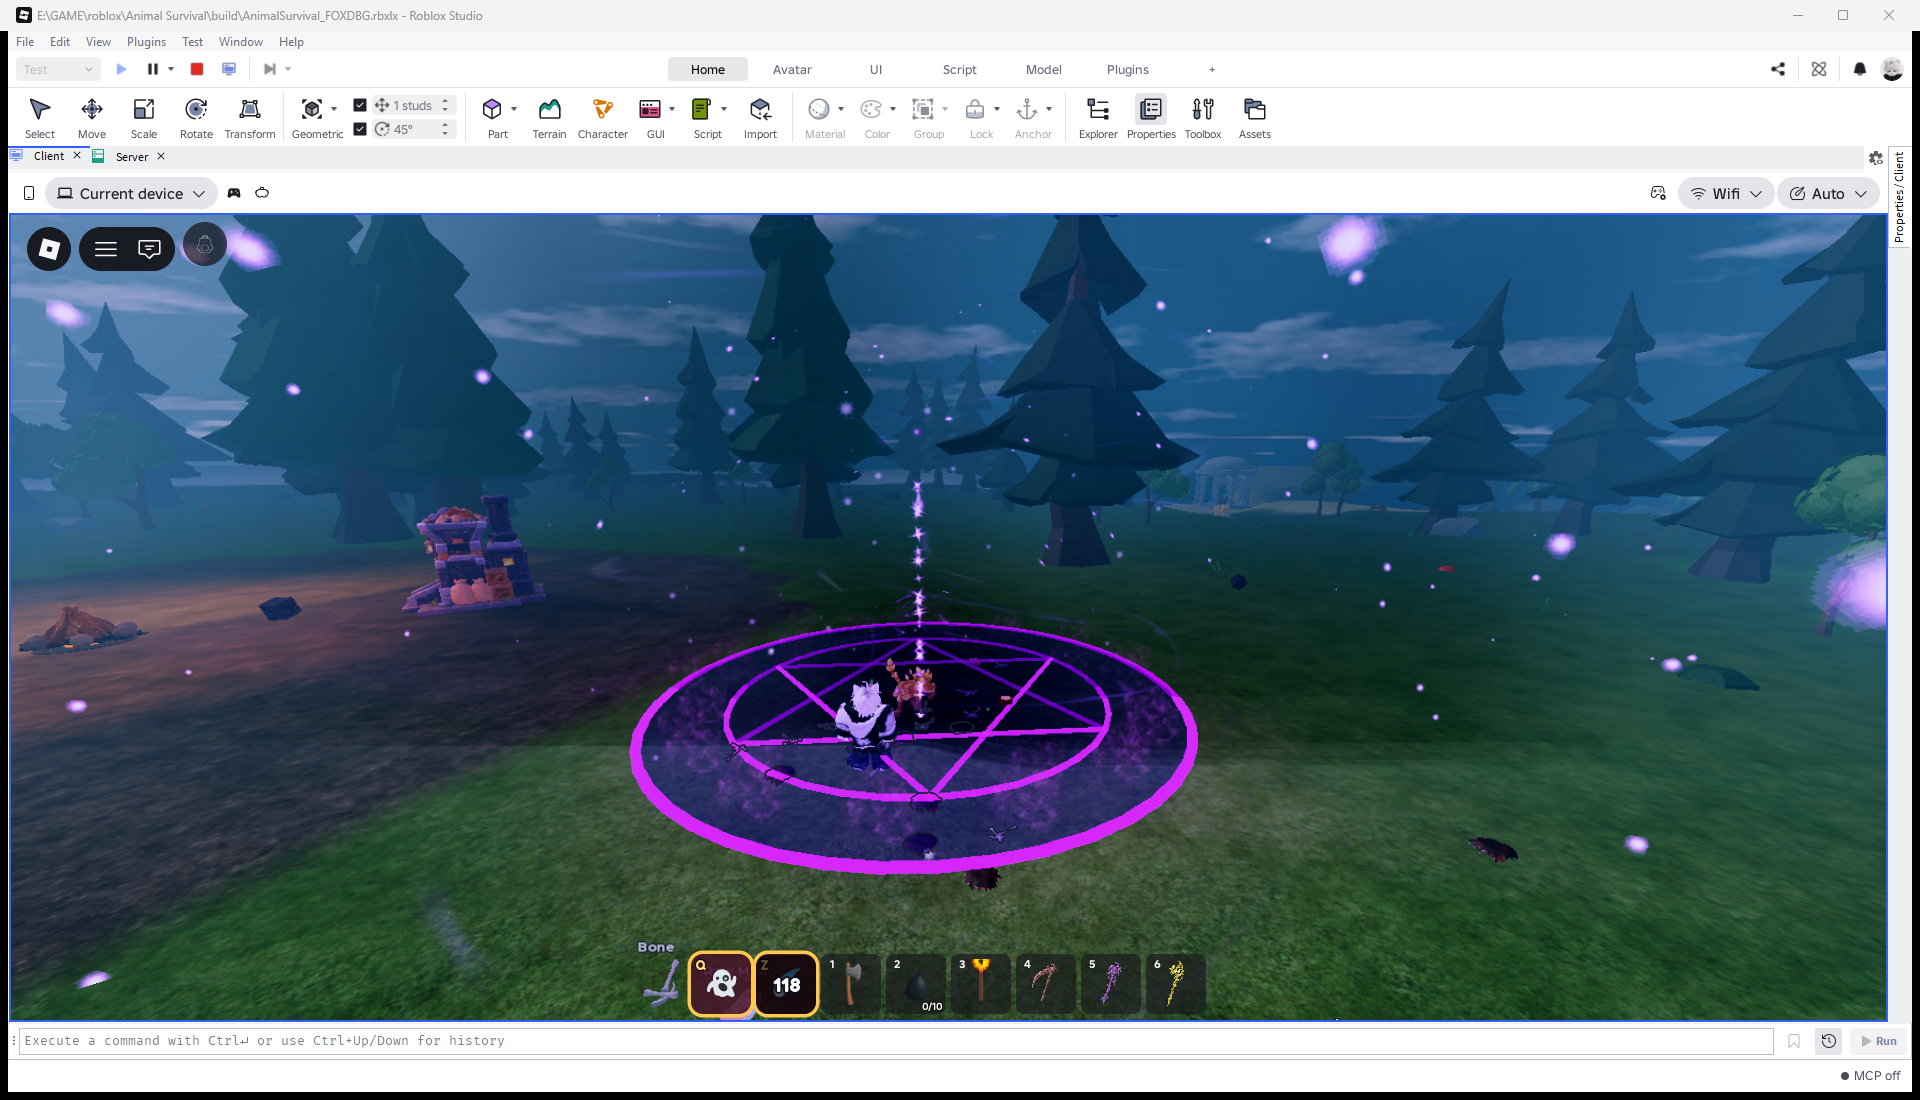 E:\GAME\roblox\Animal Survival\build\AnimalSurvival_FOXDBG.rbxlx - Roblox Studio
File Edit View Plugins Test Window Help
Test
Home Avatar UI Script Model Plugins +
1 studs
45°
Select Move Scale Rotate Transform Geometric Part Terrain Character GUI Script Import Material Color Group Lock Anchor Explorer Properties Toolbox Assets
Client Server
Properties / Client
Current device
Wifi Auto
Bone
Q Z 1 2 3 4 5 6
118
0/10
Execute a command with Ctrl↵ or use Ctrl+Up/Down for history
Run
MCP off